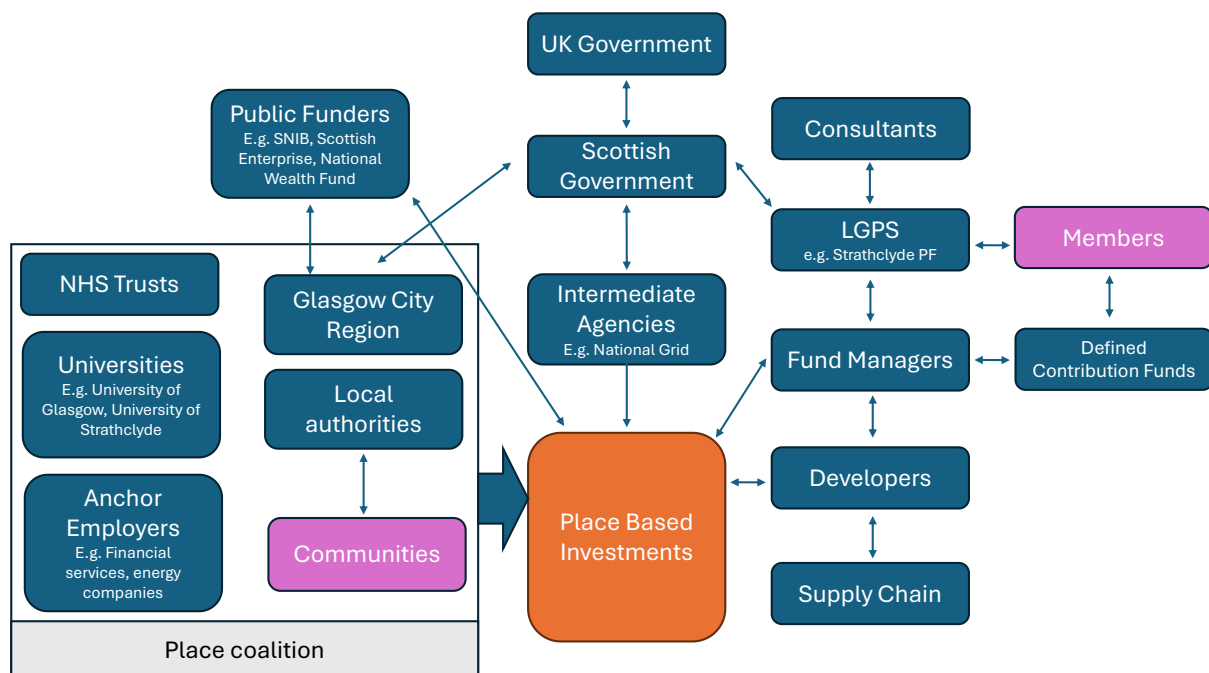 UK Government
Public Funders
E.g. SNIB, Scottish
Enterprise, National
Wealth Fund
Scottish
Government
Consultants
LGPS
e.g. Strathclyde PF
Members
NHS Trusts
Glasgow City
Region
Intermediate
Agencies
E.g. National Grid
Fund Managers
Defined
Contribution Funds
Universities
E.g. University of
Glasgow, University of
Strathclyde
Local
authorities
Anchor
Employers
E.g. Financial
services, energy
companies
Communities
Place Based
Investments
Developers
Supply Chain
Place coalition